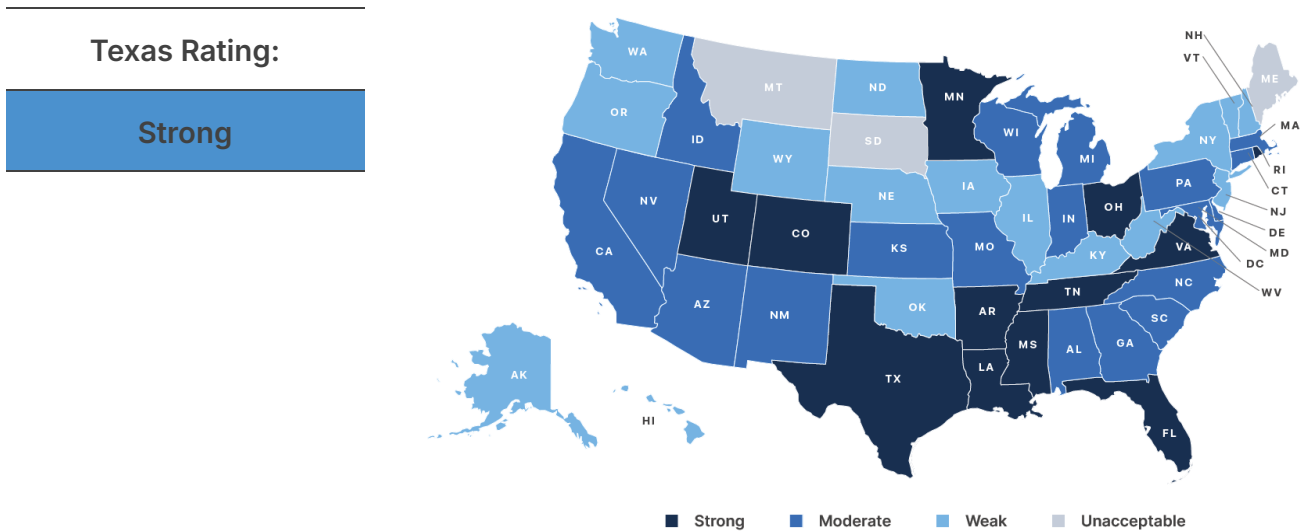 Texas Rating:
Strong
NH
VT
WA
MT
ND
MN
ME
OR
ID
SD
WI
MI
NY
MA
WY
RI
IA
PA
CT
NV
UT
NE
IL
IN
OH
NJ
CO
DE
CA
KS
MO
KY
VA
MD
DC
WV
AZ
NM
OK
AR
TN
NC
SC
MS
AL
GA
LA
AK
TX
HI
FL
Strong
Moderate
Weak
Unacceptable